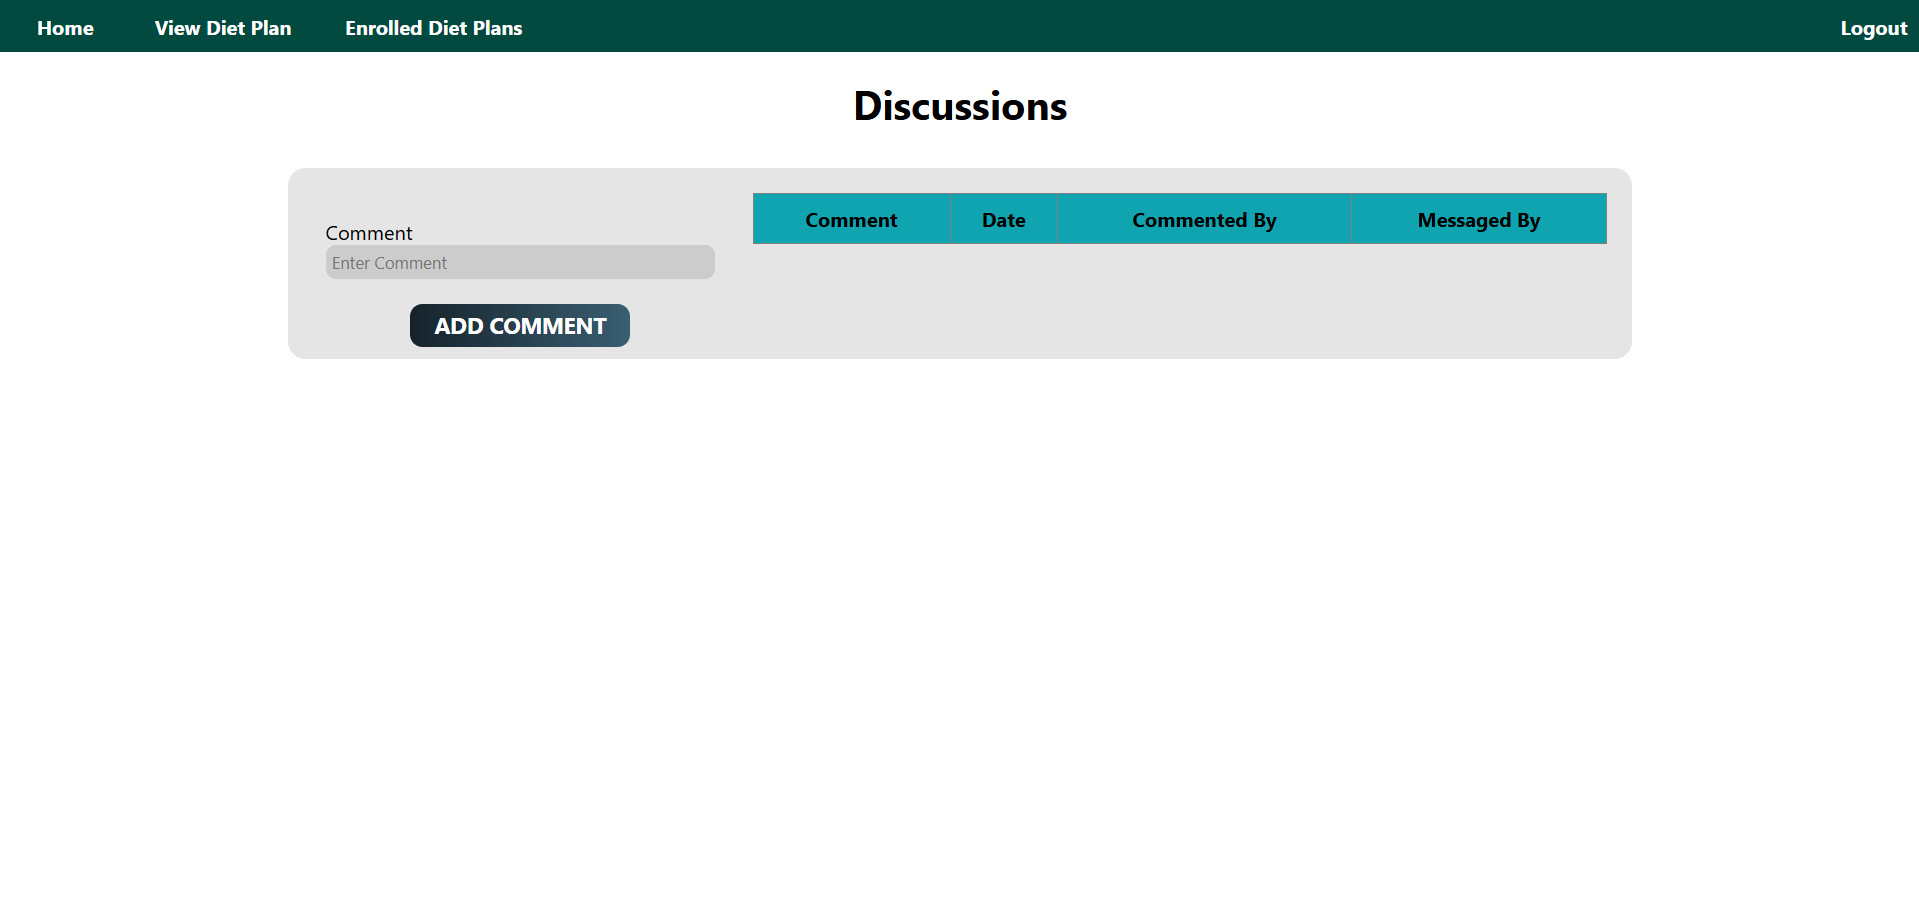 Home View Diet Plan Enrolled Diet Plans Logout
Discussions
Comment Date Commented By Messaged By
Comment
Enter Comment
ADD COMMENT